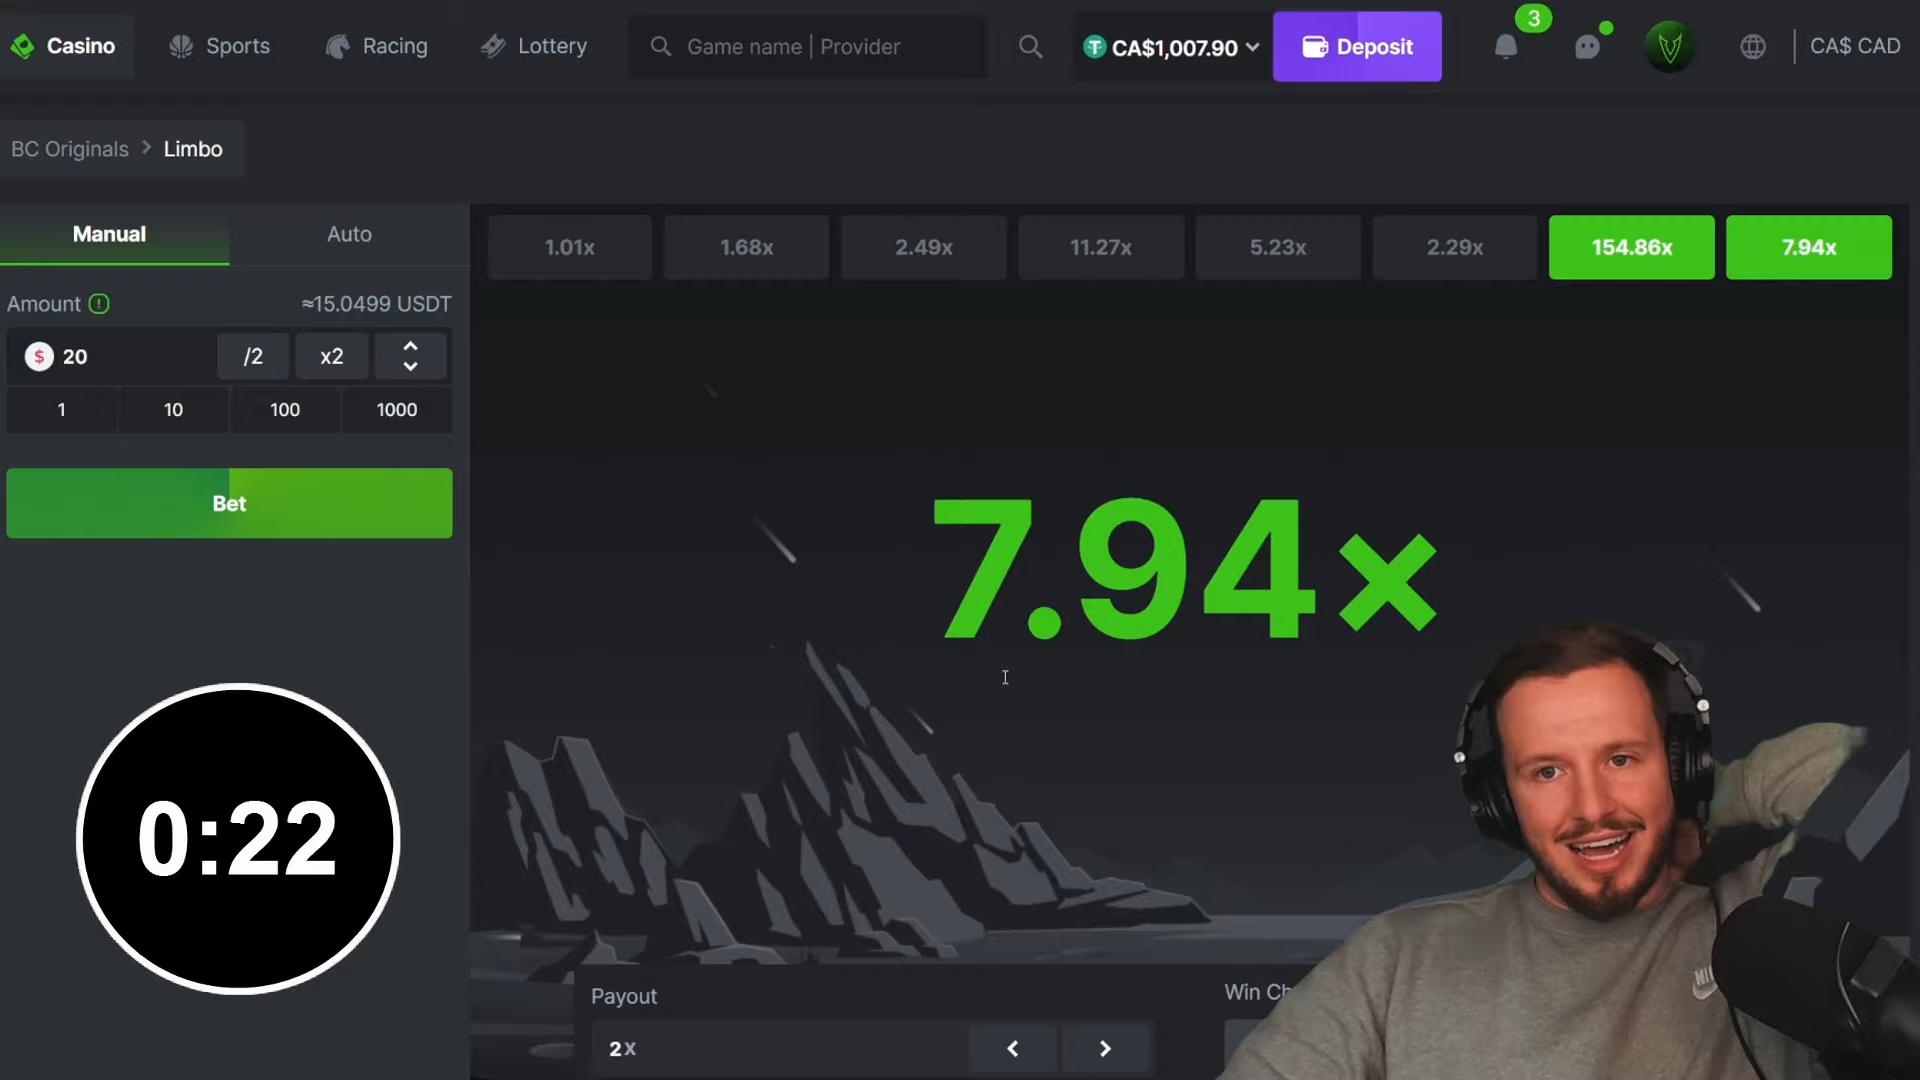 Casino Sports Racing Lottery Game name | Provider CA$1,007.90 Deposit 3 CA$ CAD
BC Originals > Limbo
Manual Auto
1.01x 1.68x 2.49x 11.27x 5.23x 2.29x 154.86x 7.94x
Amount ≈15.0499 USDT
$ 20 /2 x2
1 10 100 1000
Bet
7.94×
0:22
Payout
Win
2X